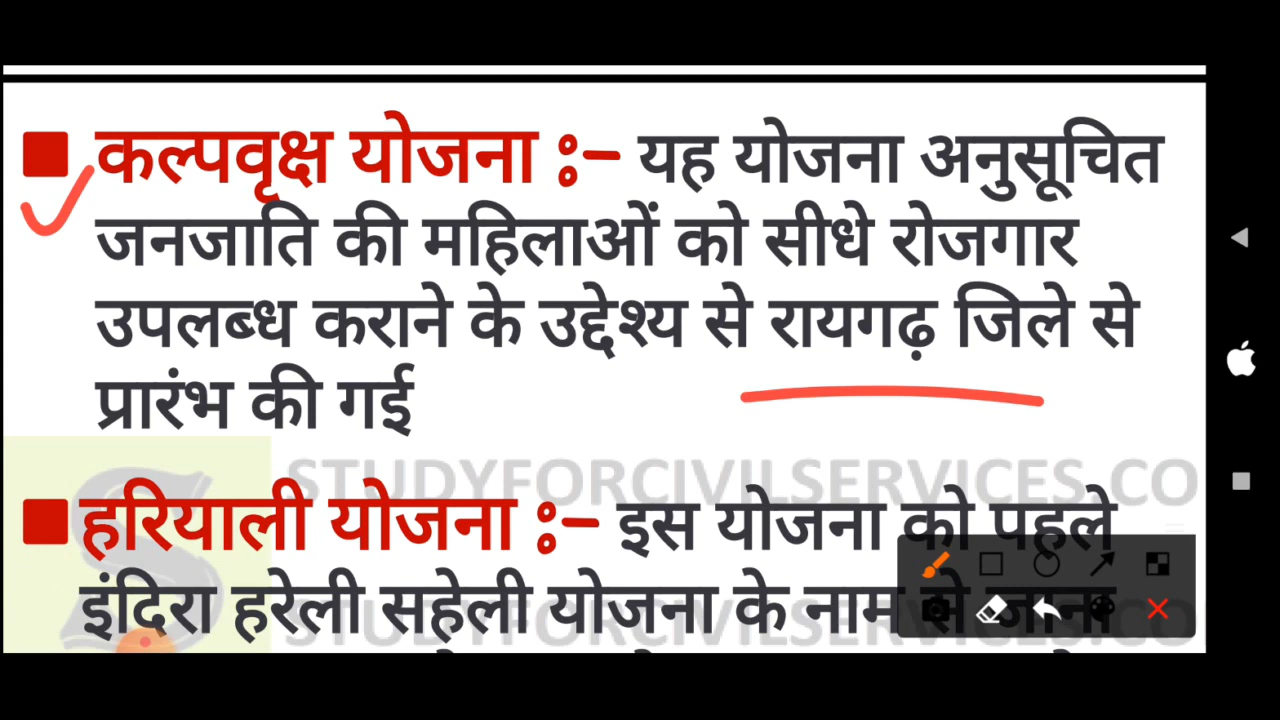 कल्पवृक्ष योजना :– यह योजना अनुसूचित
जनजाति की महिलाओं को सीधे रोजगार
उपलब्ध कराने के उद्देश्य से रायगढ़ जिले से
प्रारंभ की गई
STUDYFORCIVILSERVICES.CO
हरियाली योजना :– इस योजना को पहले
इंदिरा हरेली सहेली योजना के नाम से जाना
STUDYFORCIVILSERVICES